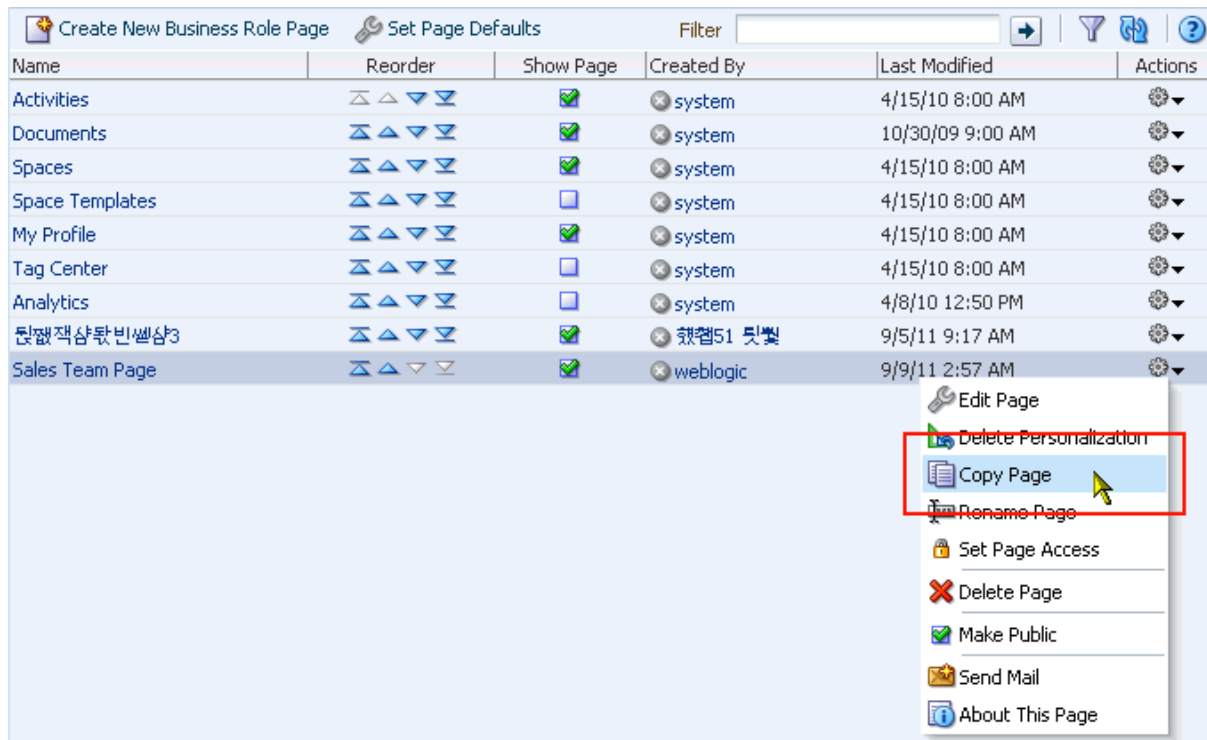 Create New Business Role Page Set Page Defaults Filter
Name Reorder Show Page Created By Last Modified Actions
Activities system 4/15/10 8:00 AM
Documents system 10/30/09 9:00 AM
Spaces system 4/15/10 8:00 AM
Space Templates system 4/15/10 8:00 AM
My Profile system 4/15/10 8:00 AM
Tag Center system 4/15/10 8:00 AM
Analytics system 4/8/10 12:50 PM
9/5/11 9:17 AM
Sales Team Page weblogic 9/9/11 2:57 AM
Edit Page
Delete Personalization
Copy Page
Rename Page
Set Page Access
Delete Page
Make Public
Send Mail
About This Page